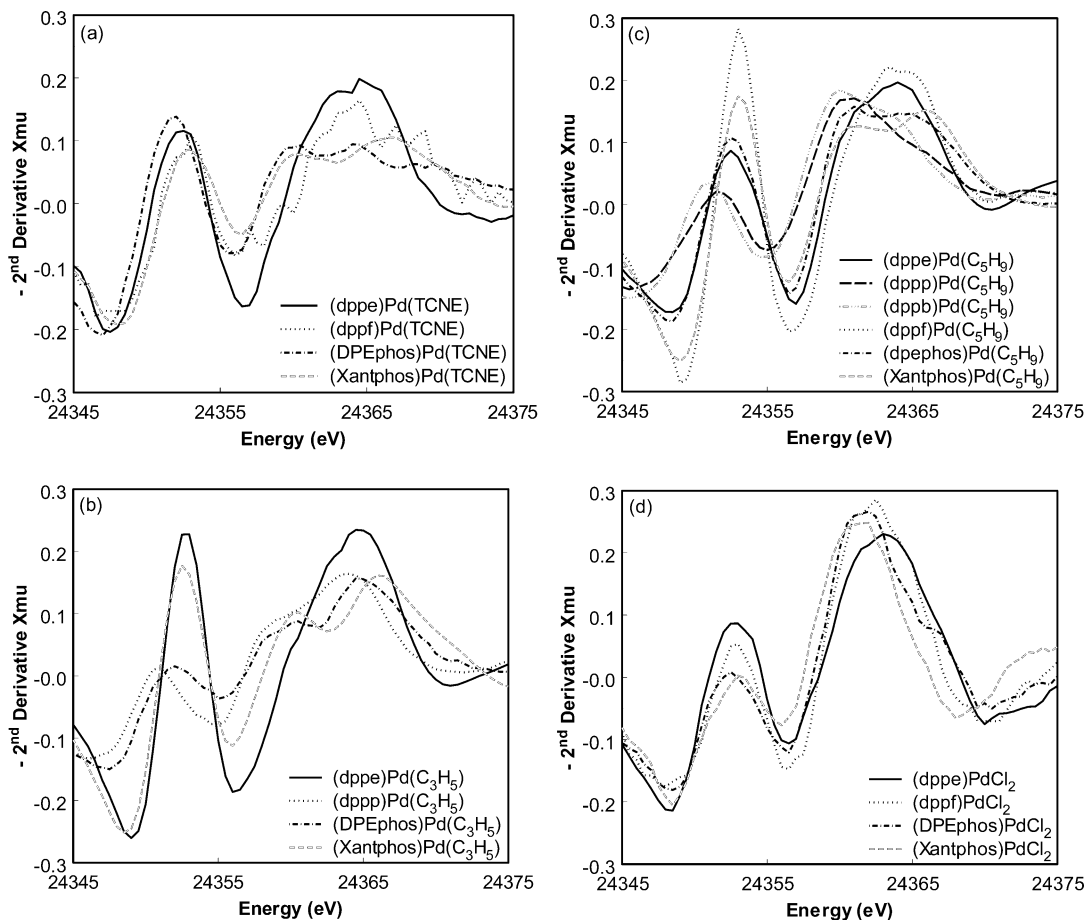 (a)
- 2nd Derivative Xmu
0.3
0.2
0.1
-0.0
-0.1
-0.2
-0.3
(dppe)Pd(TCNE)
(dppf)Pd(TCNE)
(DPEphos)Pd(TCNE)
(Xantphos)Pd(TCNE)
24345 24355 24365 24375
Energy (eV)
(c)
- 2nd Derivative Xmu
0.3
0.2
0.1
-0.0
-0.1
-0.2
-0.3
(dppe)Pd(C5H9)
(dppp)Pd(C5H9)
(dppb)Pd(C5H9)
(dppf)Pd(C5H9)
(dpephos)Pd(C5H9)
(Xantphos)Pd(C5H9)
24345 24355 24365 24375
Energy (eV)
(b)
- 2nd Derivative Xmu
0.3
0.2
0.1
-0.0
-0.1
-0.2
-0.3
(dppe)Pd(C3H5)
(dppp)Pd(C3H5)
(DPEphos)Pd(C3H5)
(Xantphos)Pd(C3H5)
24345 24355 24365 24375
Energy (eV)
(d)
- 2nd Derivative Xmu
0.3
0.2
0.1
-0.0
-0.1
-0.2
-0.3
(dppe)PdCl2
(dppf)PdCl2
(DPEphos)PdCl2
(Xantphos)PdCl2
24345 24355 24365 24375
Energy (eV)